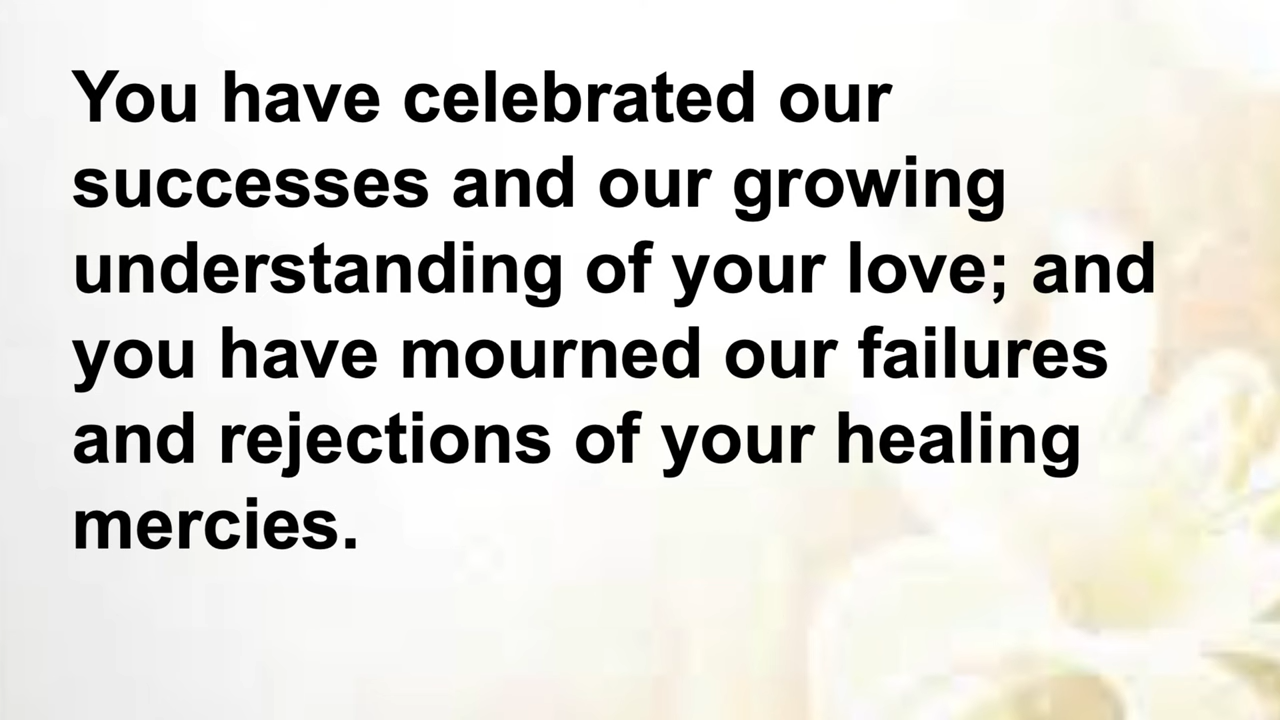 You have celebrated our
successes and our growing
understanding of your love; and
you have mourned our failures
and rejections of your healing
mercies.